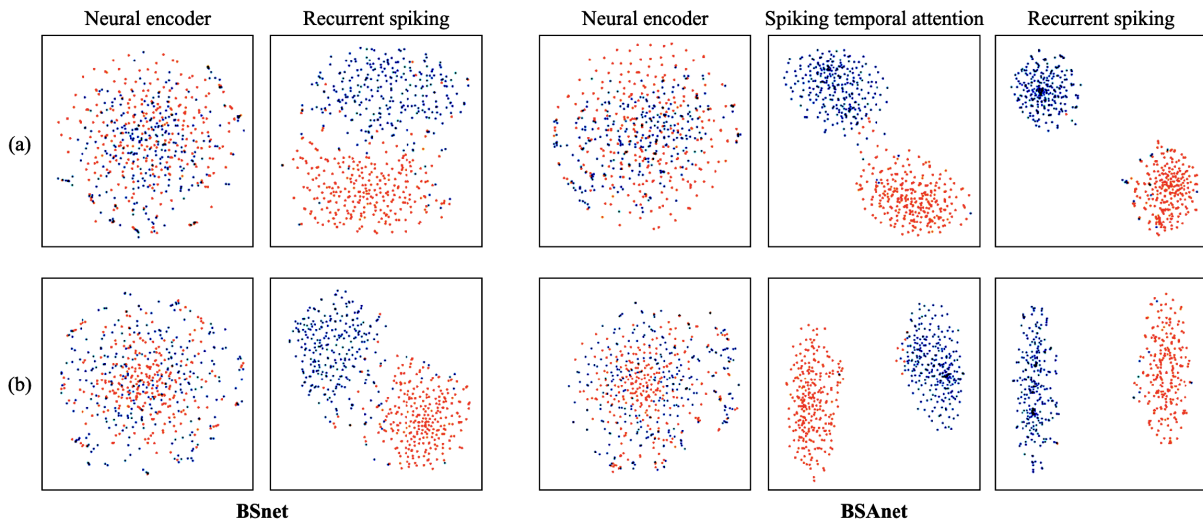 Neural encoder Recurrent spiking Neural encoder Spiking temporal attention Recurrent spiking
(a)
(b)
BSnet BSAnet